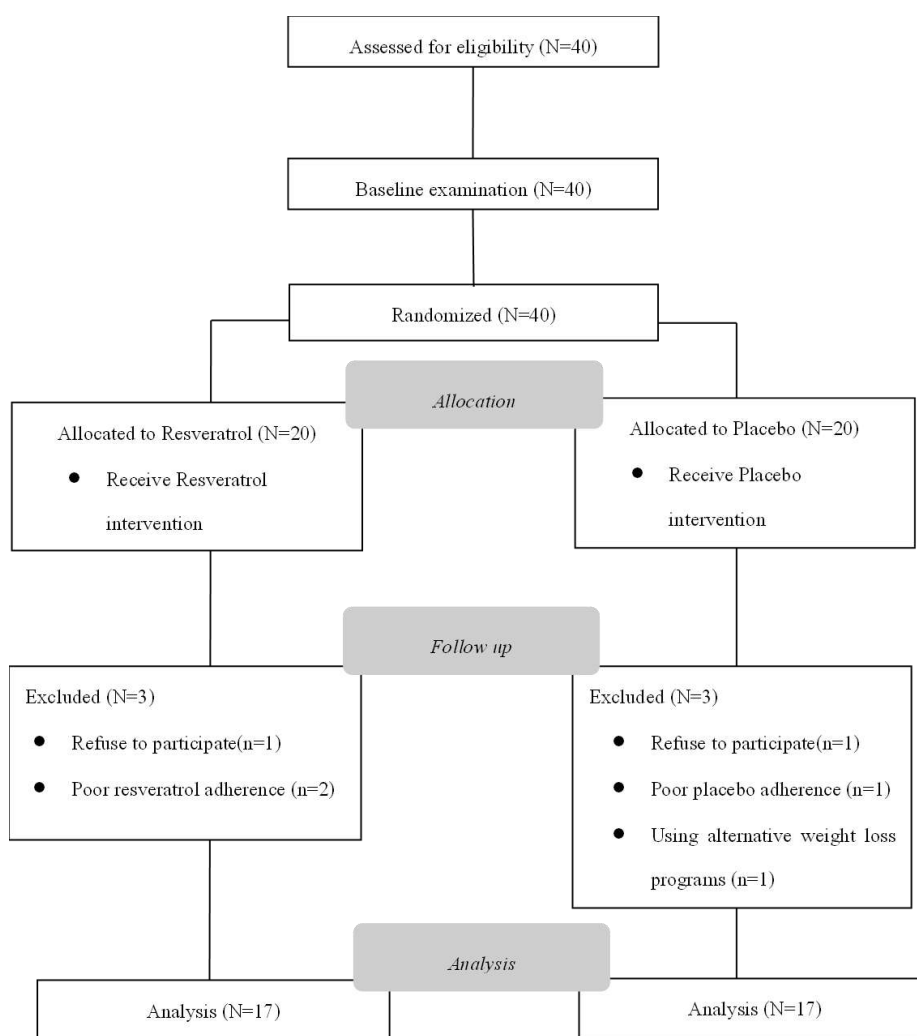 Assessed for eligibility (N=40)
Baseline examination (N=40)
Randomized (N=40)
Allocation
Allocated to Resveratrol (N=20)
● Receive Resveratrol
intervention
Allocated to Placebo (N=20)
● Receive Placebo
intervention
Follow up
Excluded (N=3)
● Refuse to participate(n=1)
● Poor resveratrol adherence (n=2)
Excluded (N=3)
● Refuse to participate(n=1)
● Poor placebo adherence (n=1)
● Using alternative weight loss
programs (n=1)
Analysis
Analysis (N=17)
Analysis (N=17)